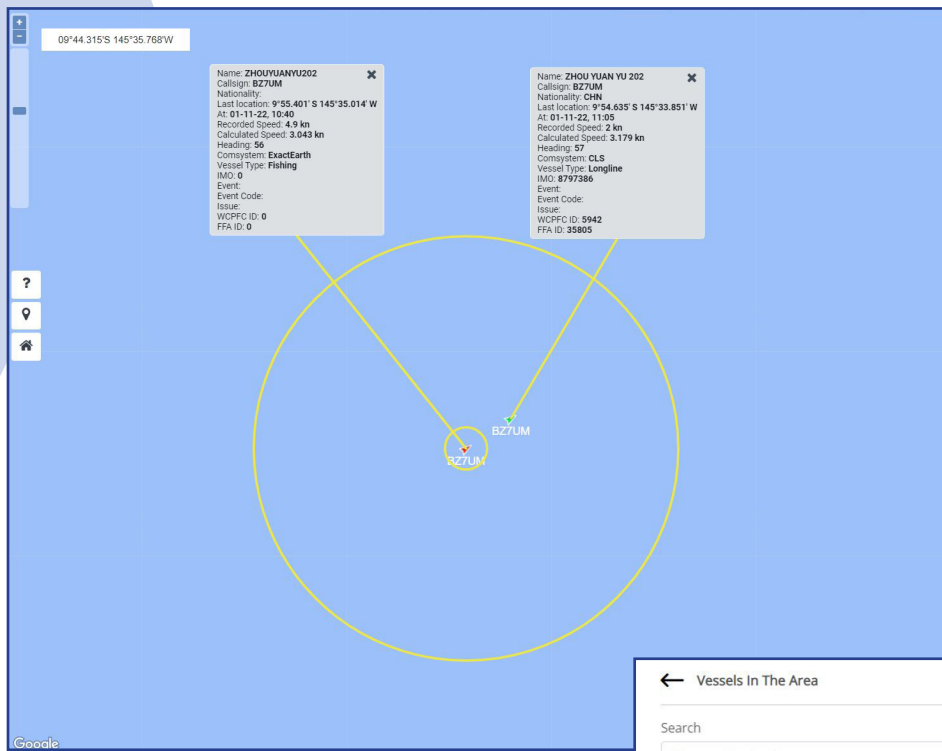 +
-
09°44.315'S 145°35.768'W
Name: ZHOUYUANYU202
Callsign: BZ7UM
Nationality:
Last location: 9°55.401' S 145°35.014' W
At: 01-11-22, 10:40
Recorded Speed: 4.9 kn
Calculated Speed: 3.043 kn
Heading: 56
Comsystem: ExactEarth
Vessel Type: Fishing
IMO: 0
Event:
Event Code:
Issue:
WCPFC ID: 0
FFA ID: 0
Name: ZHOU YUAN YU 202
Callsign: BZ7UM
Nationality: CHN
Last location: 9°54.635' S 145°33.851' W
At: 01-11-22, 11:05
Recorded Speed: 2 kn
Calculated Speed: 3.179 kn
Heading: 57
Comsystem: CLS
Vessel Type: Longline
IMO: 8797386
Event:
Event Code:
Issue:
WCPFC ID: 5942
FFA ID: 35805
?
BZ7UM
BZ7UM
← Vessels In The Area
Search
Google